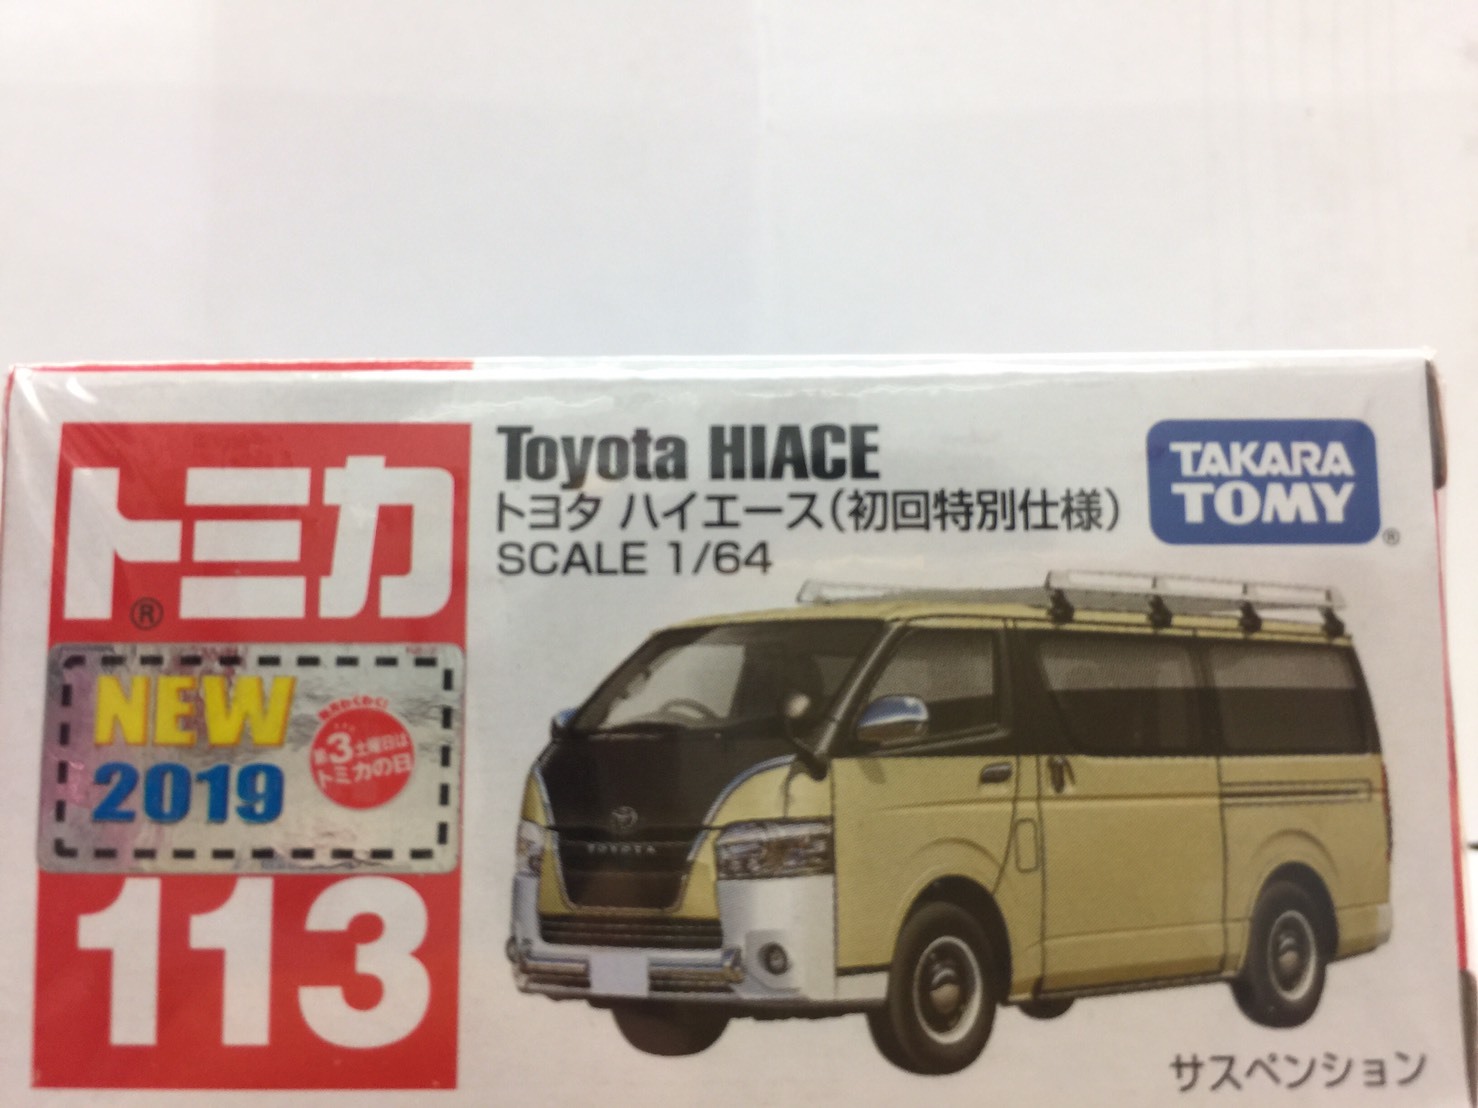 トミカ
®
Toyota HIACE
トヨタ ハイエース(初回特別仕様)
SCALE 1/64
TAKARA
TOMY
®
NEW
2019
第3土曜日は
トミカの日
113
TOYOTA
サスペンション